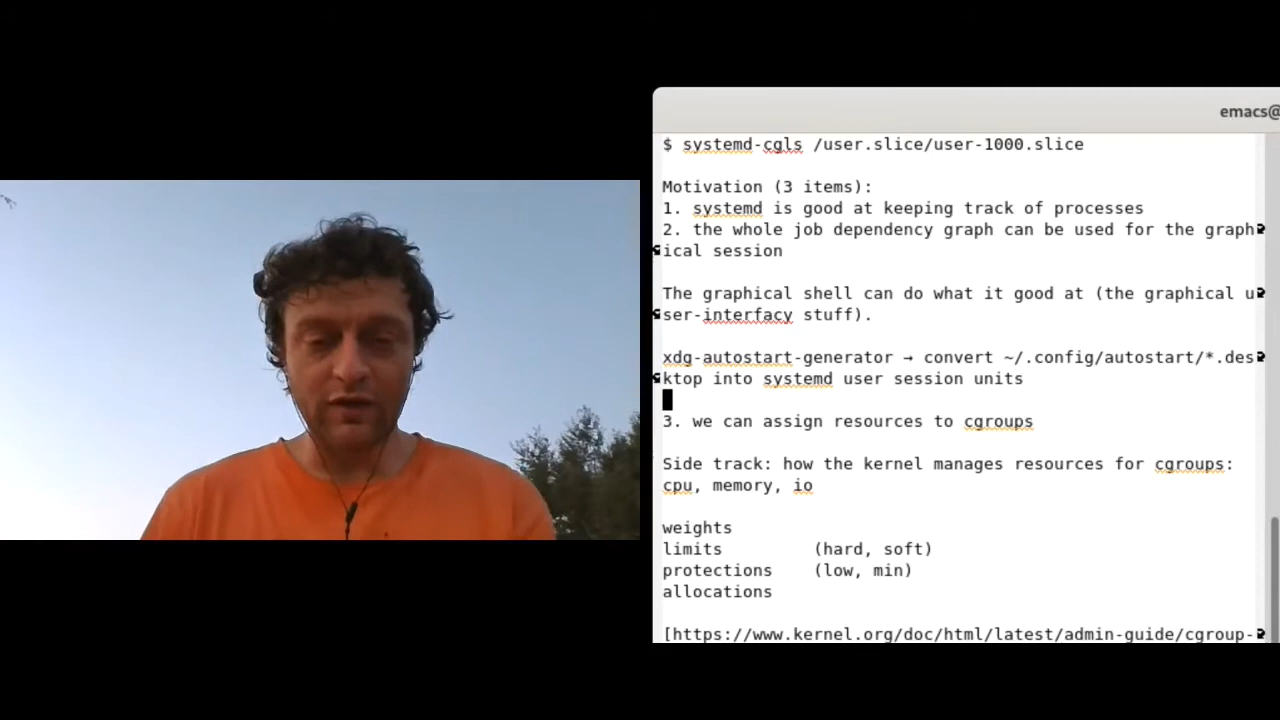 emacs@
$ systemd-cgls /user.slice/user-1000.slice
Motivation (3 items):
1. systemd is good at keeping track of processes
2. the whole job dependency graph can be used for the graph
ical session
The graphical shell can do what it good at (the graphical u
ser-interfacy stuff).
xdg-autostart-generator → convert ~/.config/autostart/*.des
ktop into systemd user session units
3. we can assign resources to cgroups
Side track: how the kernel manages resources for cgroups:
cpu, memory, io
weights
limits (hard, soft)
protections (low, min)
allocations
[https://www.kernel.org/doc/html/latest/admin-guide/cgroup-